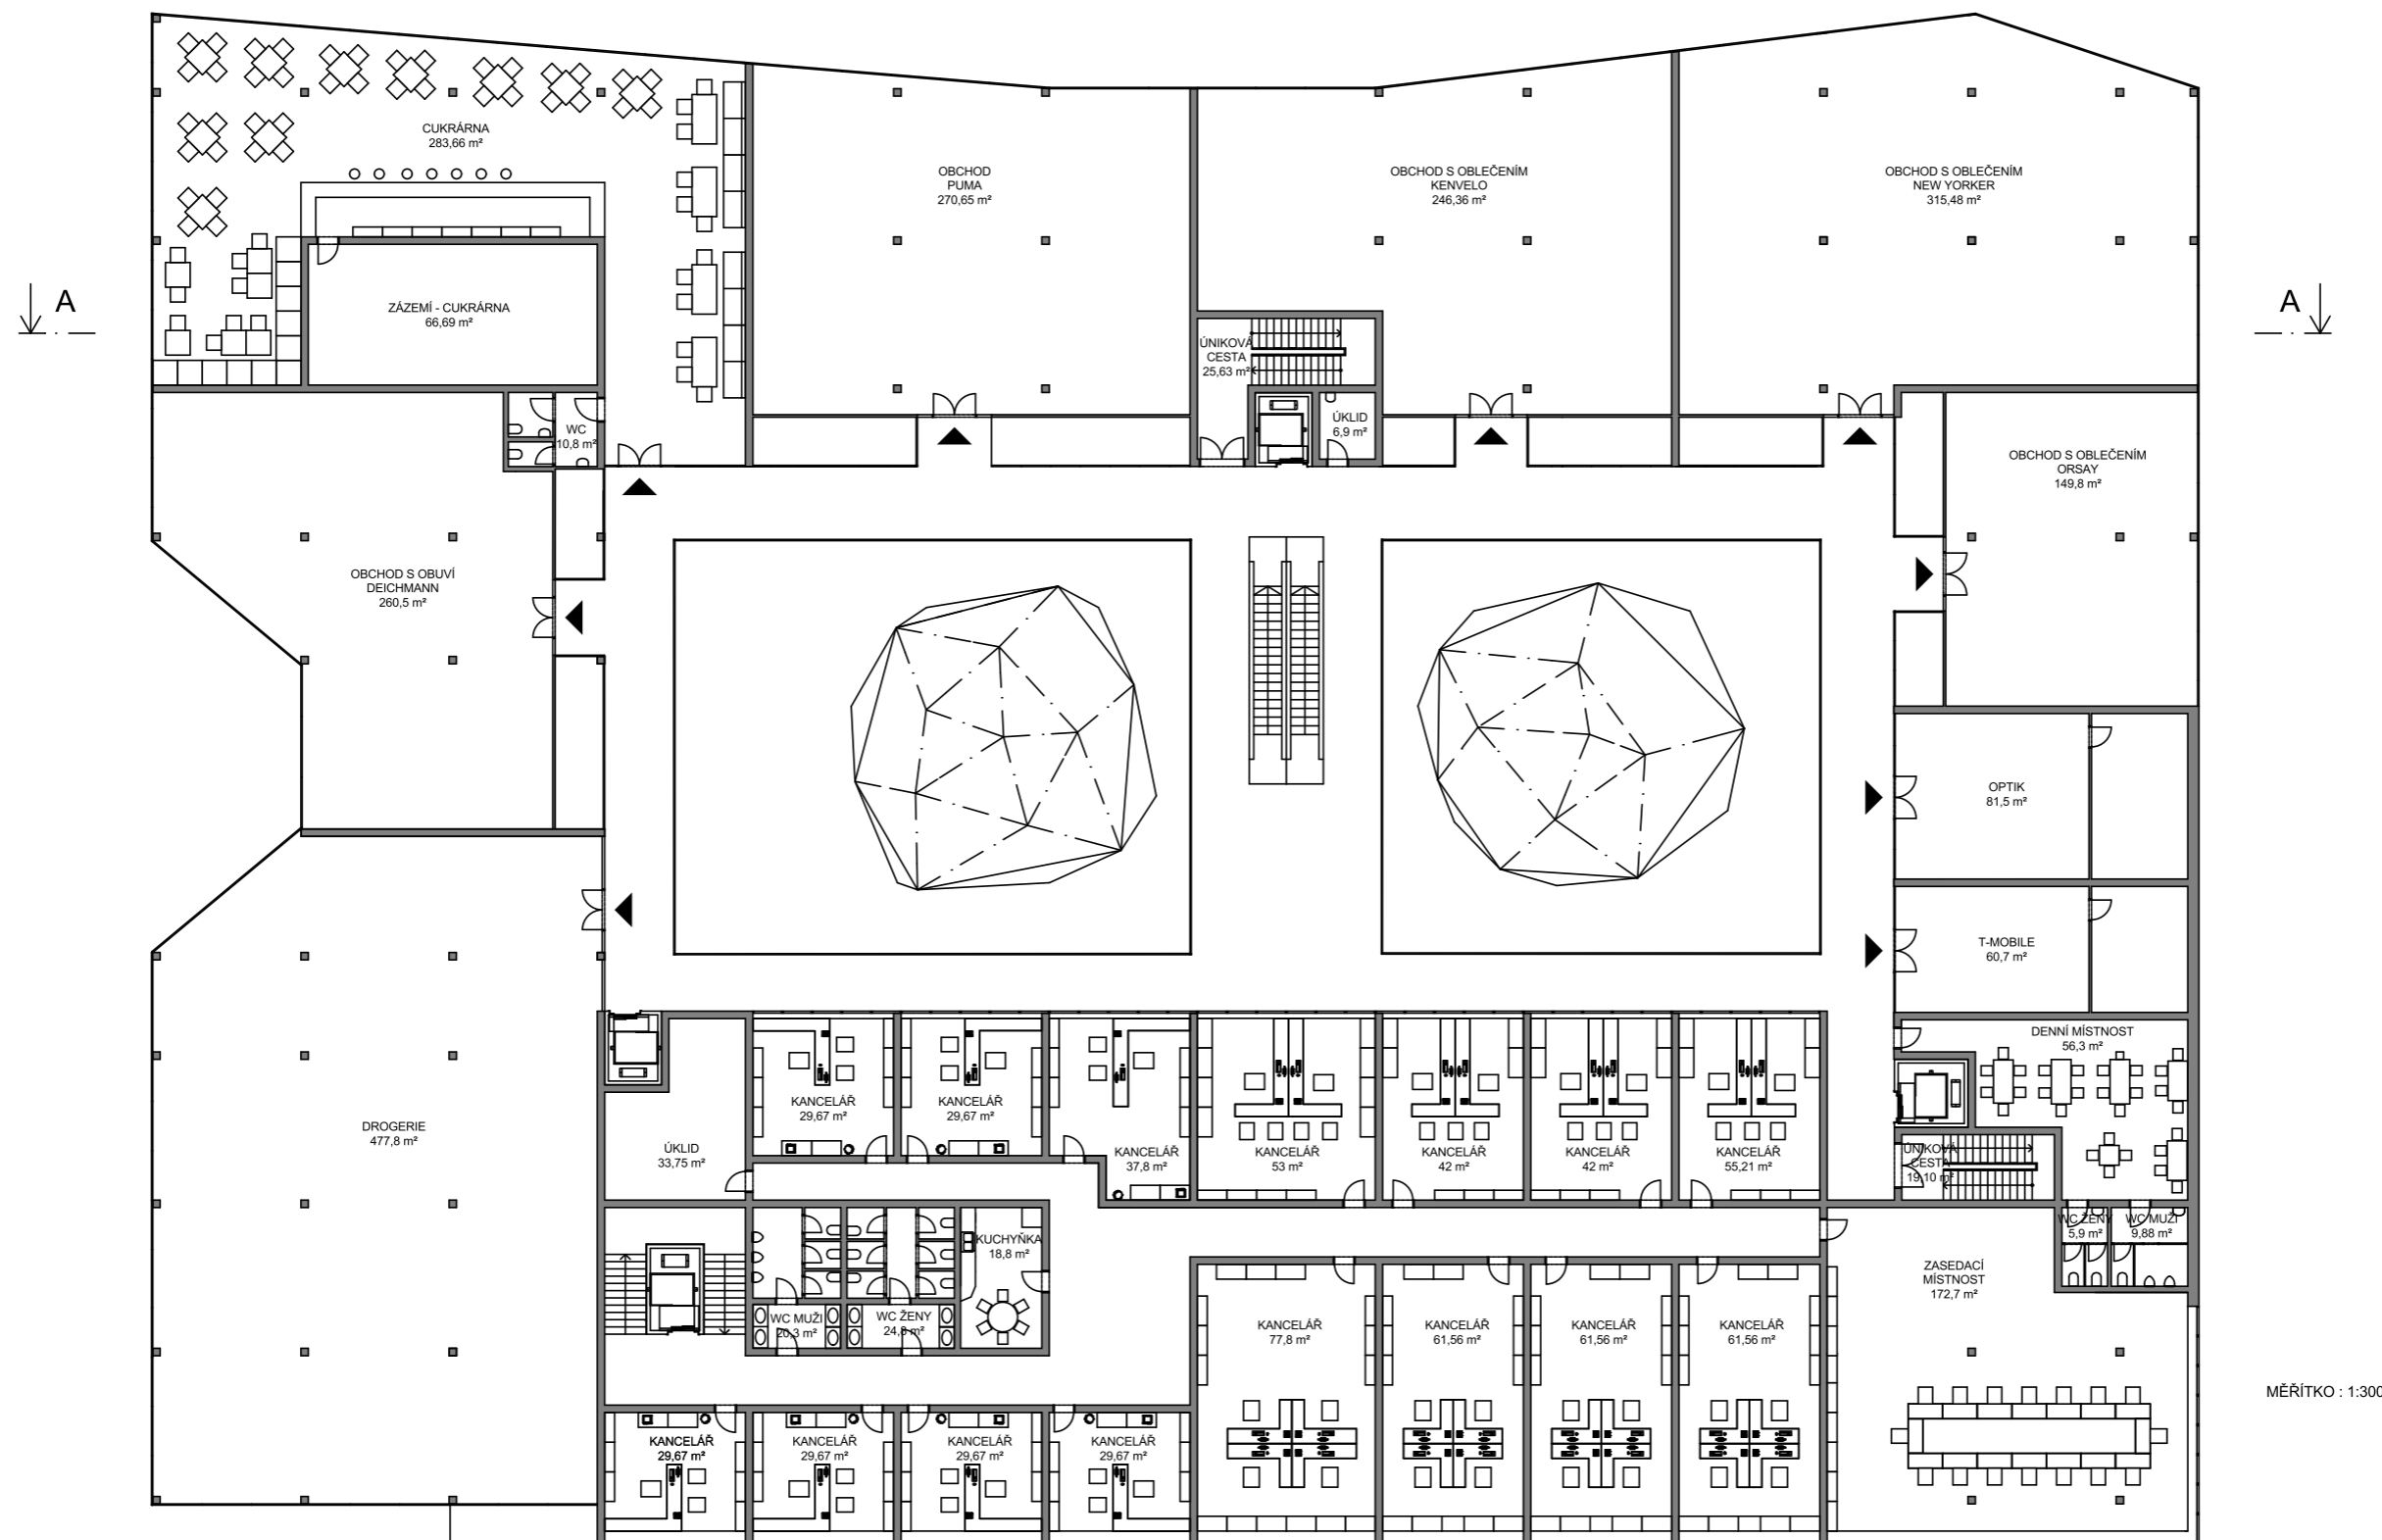 CUKRÁRNA
283,66 m²
OBCHOD
PUMA
270,65 m²
OBCHOD S OBLEČENÍM
KENVELO
246,36 m²
OBCHOD S OBLEČENÍM
NEW YORKER
315,48 m²
A
A
ZÁZEMÍ - CUKRÁRNA
66,69 m²
ÚNIKOVÁ
CESTA
25,63 m²
ÚKLID
6,9 m²
WC
10,8 m²
OBCHOD S OBLEČENÍM
ORSAY
149,8 m²
OBCHOD S OBUVÍ
DEICHMANN
260,5 m²
OPTIK
81,5 m²
T-MOBILE
60,7 m²
DENNÍ MÍSTNOST
56,3 m²
DROGERIE
477,8 m²
ÚKLID
33,75 m²
KANCELÁŘ
29,67 m²
KANCELÁŘ
29,67 m²
KANCELÁŘ
37,8 m²
KANCELÁŘ
53 m²
KANCELÁŘ
42 m²
KANCELÁŘ
42 m²
KANCELÁŘ
55,21 m²
ÚNIKOVÁ
CESTA
19,10 m²
WC ŽENY
5,9 m²
WC MUŽI
9,88 m²
KUCHYŇKA
18,8 m²
WC MUŽI
20,3 m²
WC ŽENY
24,8 m²
ZASEDACÍ
MÍSTNOST
172,7 m²
KANCELÁŘ
77,8 m²
KANCELÁŘ
61,56 m²
KANCELÁŘ
61,56 m²
KANCELÁŘ
61,56 m²
MĚŘÍTKO : 1:300
KANCELÁŘ
29,67 m²
KANCELÁŘ
29,67 m²
KANCELÁŘ
29,67 m²
KANCELÁŘ
29,67 m²